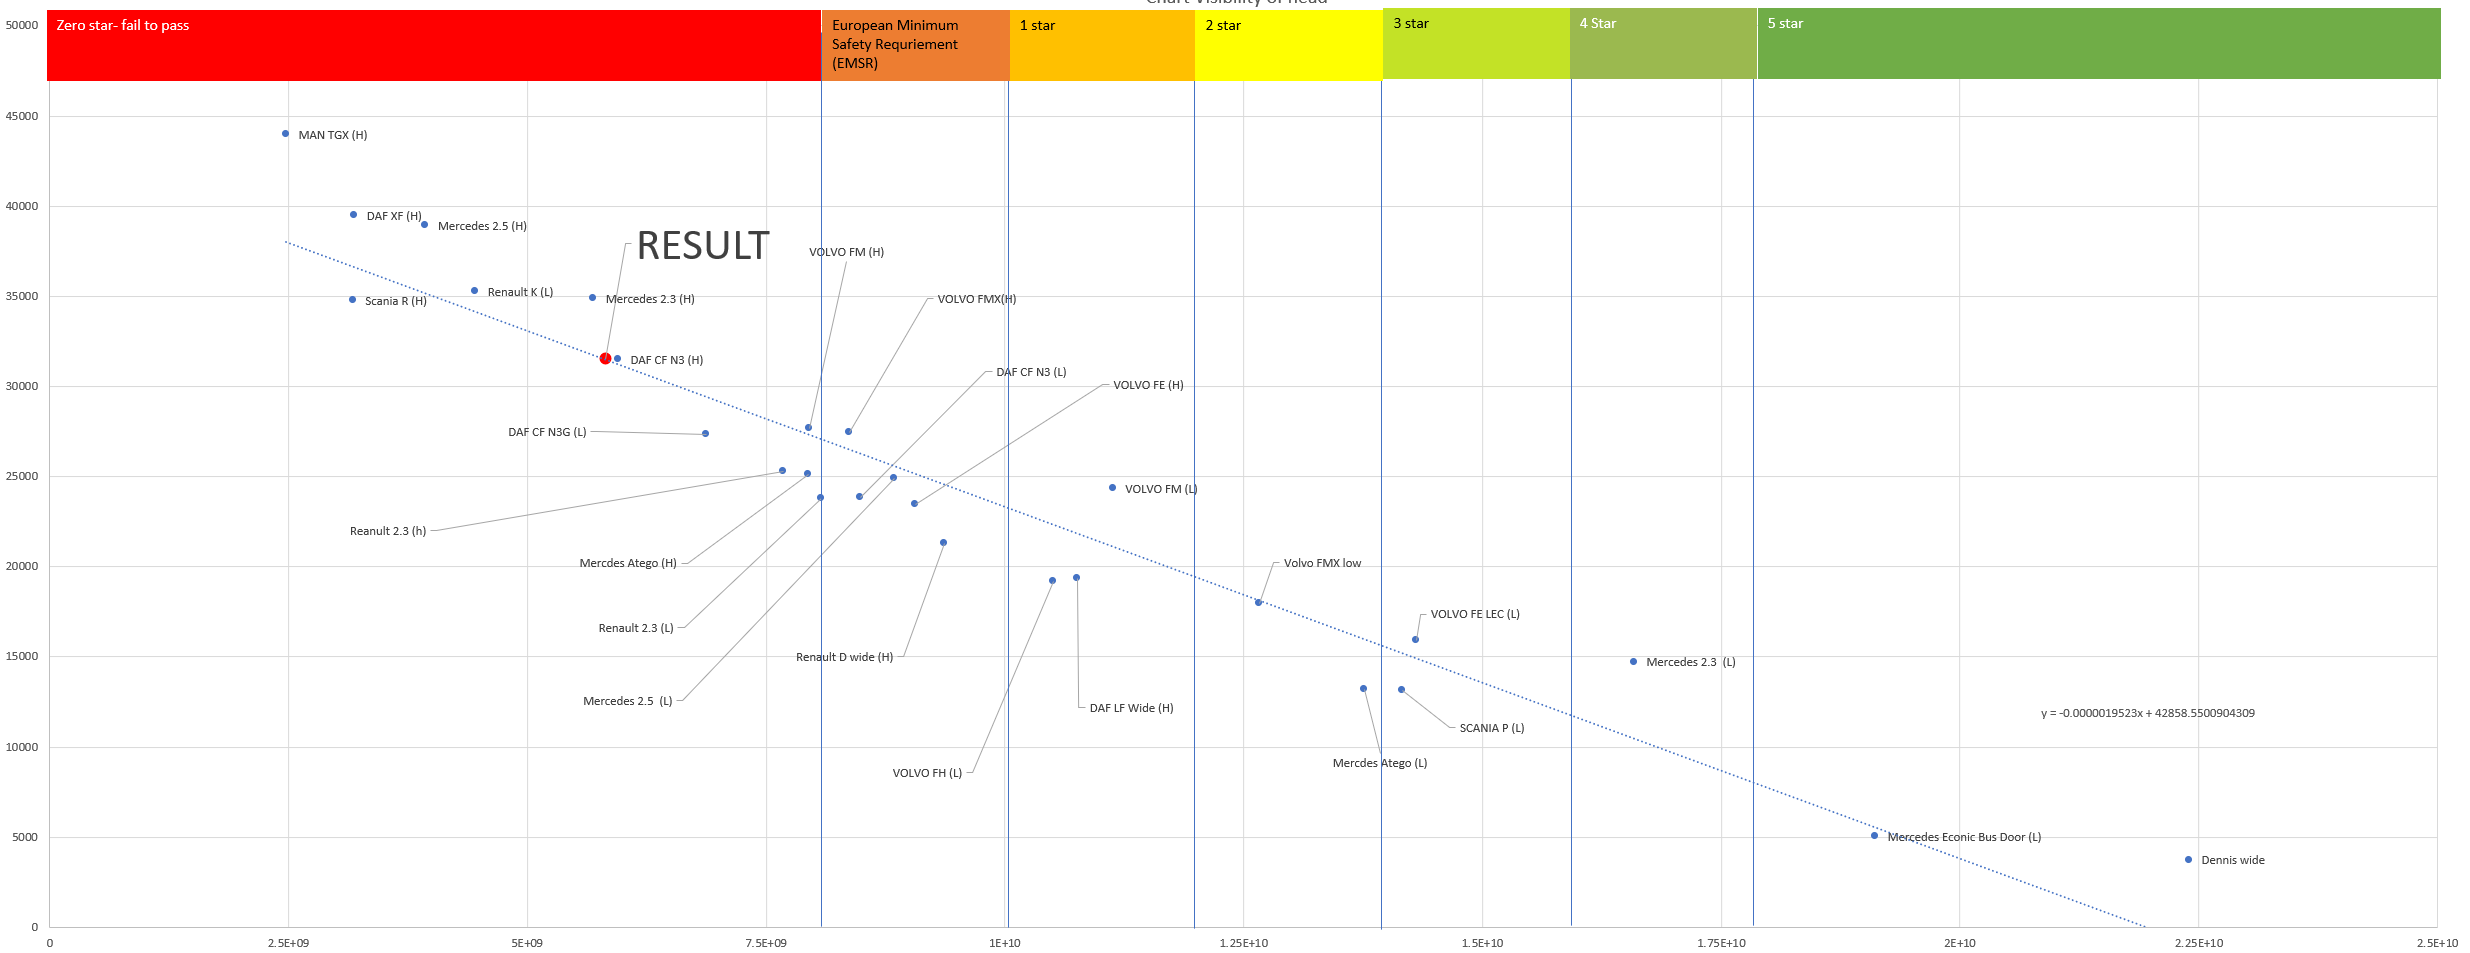 Chart Visibility of head
50000
Zero star- fail to pass
European Minimum
Safety Requriement
(EMSR)
1 star
2 star
3 star
4 Star
5 star
45000
MAN TGX (H)
40000
DAF XF (H)
Mercedes 2.5 (H)
RESULT
VOLVO FM (H)
35000
Scania R (H)
Renault K (L)
Mercedes 2.3 (H)
VOLVO FMX(H)
DAF CF N3 (H)
DAF CF N3 (L)
VOLVO FE (H)
30000
DAF CF N3G (L)
25000
VOLVO FM (L)
Reanult 2.3 (h)
Mercdes Atego (H)
20000
Volvo FMX low
Renault 2.3 (L)
VOLVO FE LEC (L)
15000
Renault D wide (H)
Mercedes 2.3 (L)
Mercedes 2.5 (L)
DAF LF Wide (H)
y = -0.0000019523x + 42858.5500904309
SCANIA P (L)
10000
VOLVO FH (L)
Mercdes Atego (L)
5000
Mercedes Econic Bus Door (L)
Dennis wide
0
0
2.5E+09
5E+09
7.5E+09
1E+10
1.25E+10
1.5E+10
1.75E+10
2E+10
2.25E+10
2.5E+10